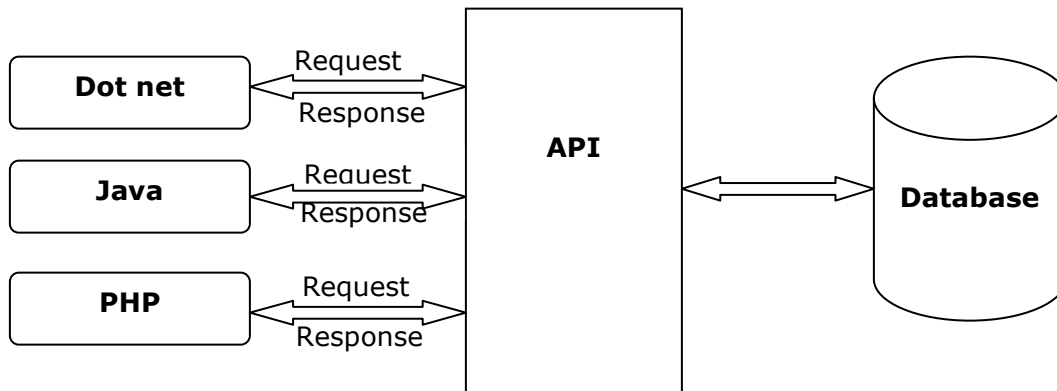 Dot net
Request
Response
Java
Request
Response
PHP
Request
Response
API
Database